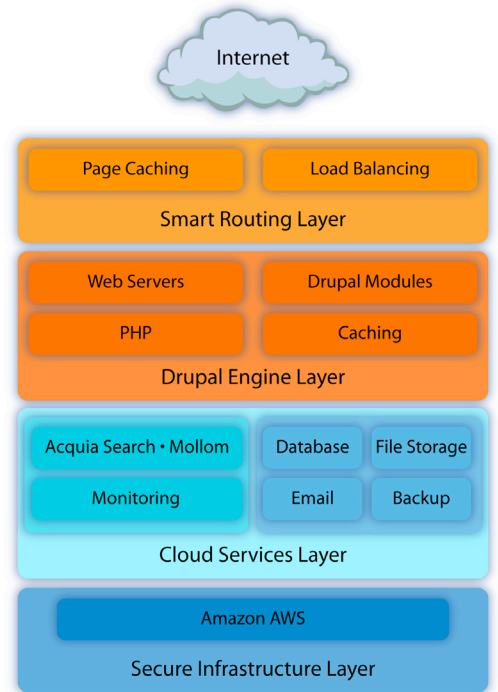 Internet
Page Caching
Load Balancing
Smart Routing Layer
Web Servers
Drupal Modules
PHP
Caching
Drupal Engine Layer
Acquia Search • Mollom
Database
File Storage
Monitoring
Email
Backup
Cloud Services Layer
Amazon AWS
Secure Infrastructure Layer